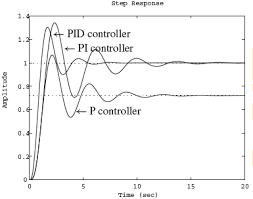 Step Response
1.4
1.2
1
0.8
0.6
0.4
0.2
0
Amplitude
PID controller
PI controller
P controller
0
5
10
15
20
Time (sec)